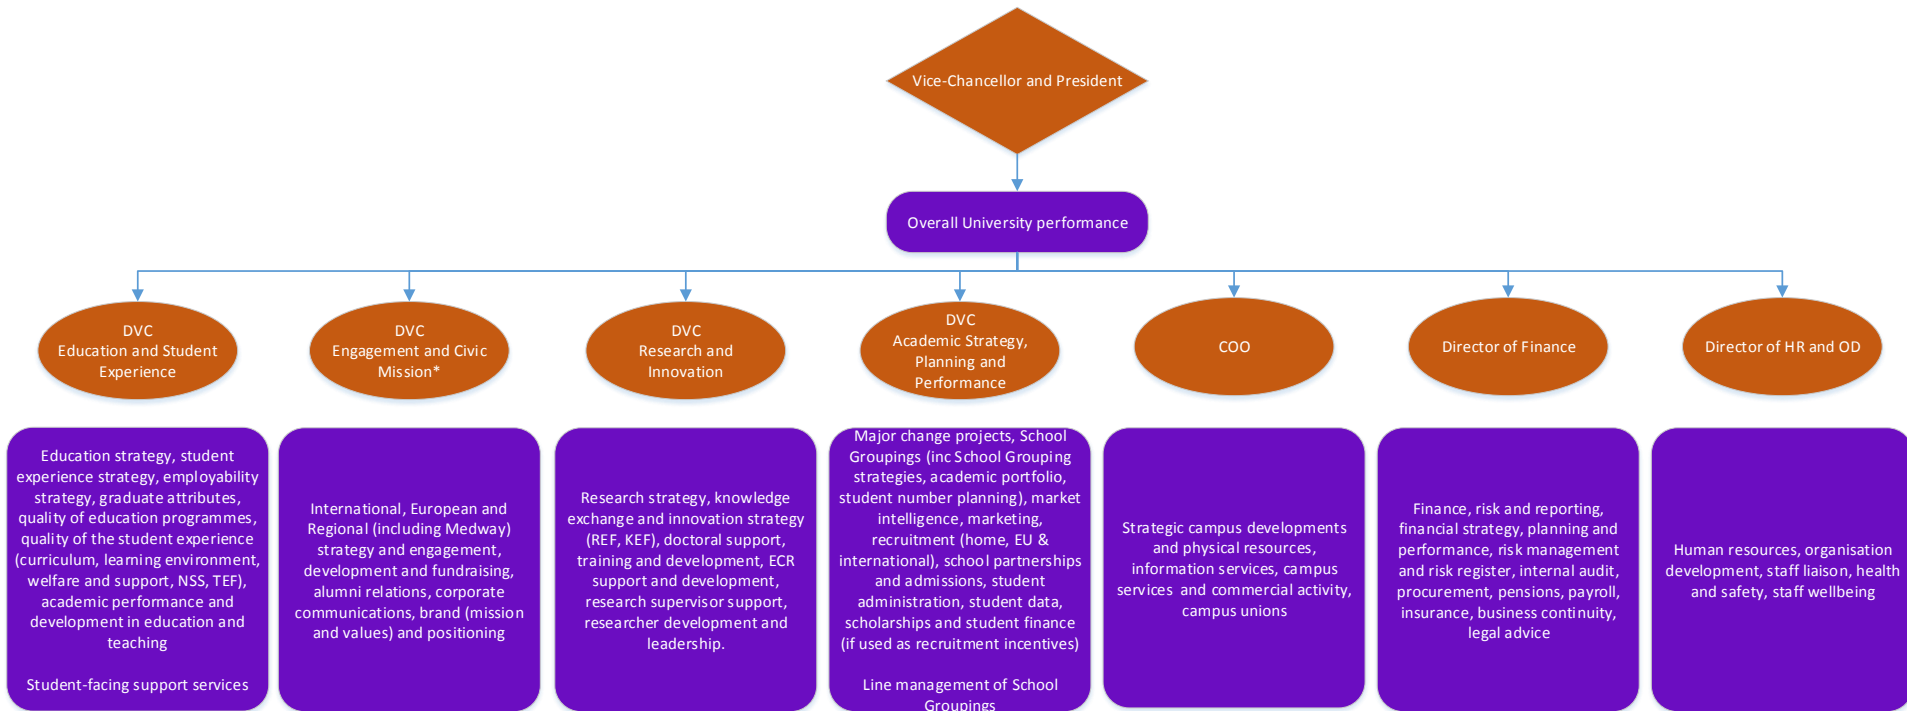 Vice-Chancellor and President
Overall University performance
DVC
Education and Student
Experience
DVC
Engagement and Civic
Mission*
DVC
Research and
Innovation
DVC
Academic Strategy,
Planning and
Performance
COO
Director of Finance
Director of HR and OD
Education strategy, student
experience strategy, employability
strategy, graduate attributes,
quality of education programmes,
quality of the student experience
(curriculum, learning environment,
welfare and support, NSS, TEF),
academic performance and
development in education and
teaching
Student-facing support services
International, European and
Regional (including Medway)
strategy and engagement,
development and fundraising,
alumni relations, corporate
communications, brand (mission
and values) and positioning
Research strategy, knowledge
exchange and innovation strategy
(REF, KEF), doctoral support,
training and development, ECR
support and development,
research supervisor support,
researcher development and
leadership.
Major change projects, School
Groupings (inc School Grouping
strategies, academic portfolio,
student number planning), market
intelligence, marketing,
recruitment (home, EU &
international), school partnerships
and admissions, student
administration, student data,
scholarships and student finance
(if used as recruitment incentives)
Line management of School
Groupings
Strategic campus developments
and physical resources,
information services, campus
services and commercial activity,
campus unions
Finance, risk and reporting,
financial strategy, planning and
performance, risk management
and risk register, internal audit,
procurement, pensions, payroll,
insurance, business continuity,
legal advice
Human resources, organisation
development, staff liaison, health
and safety, staff wellbeing